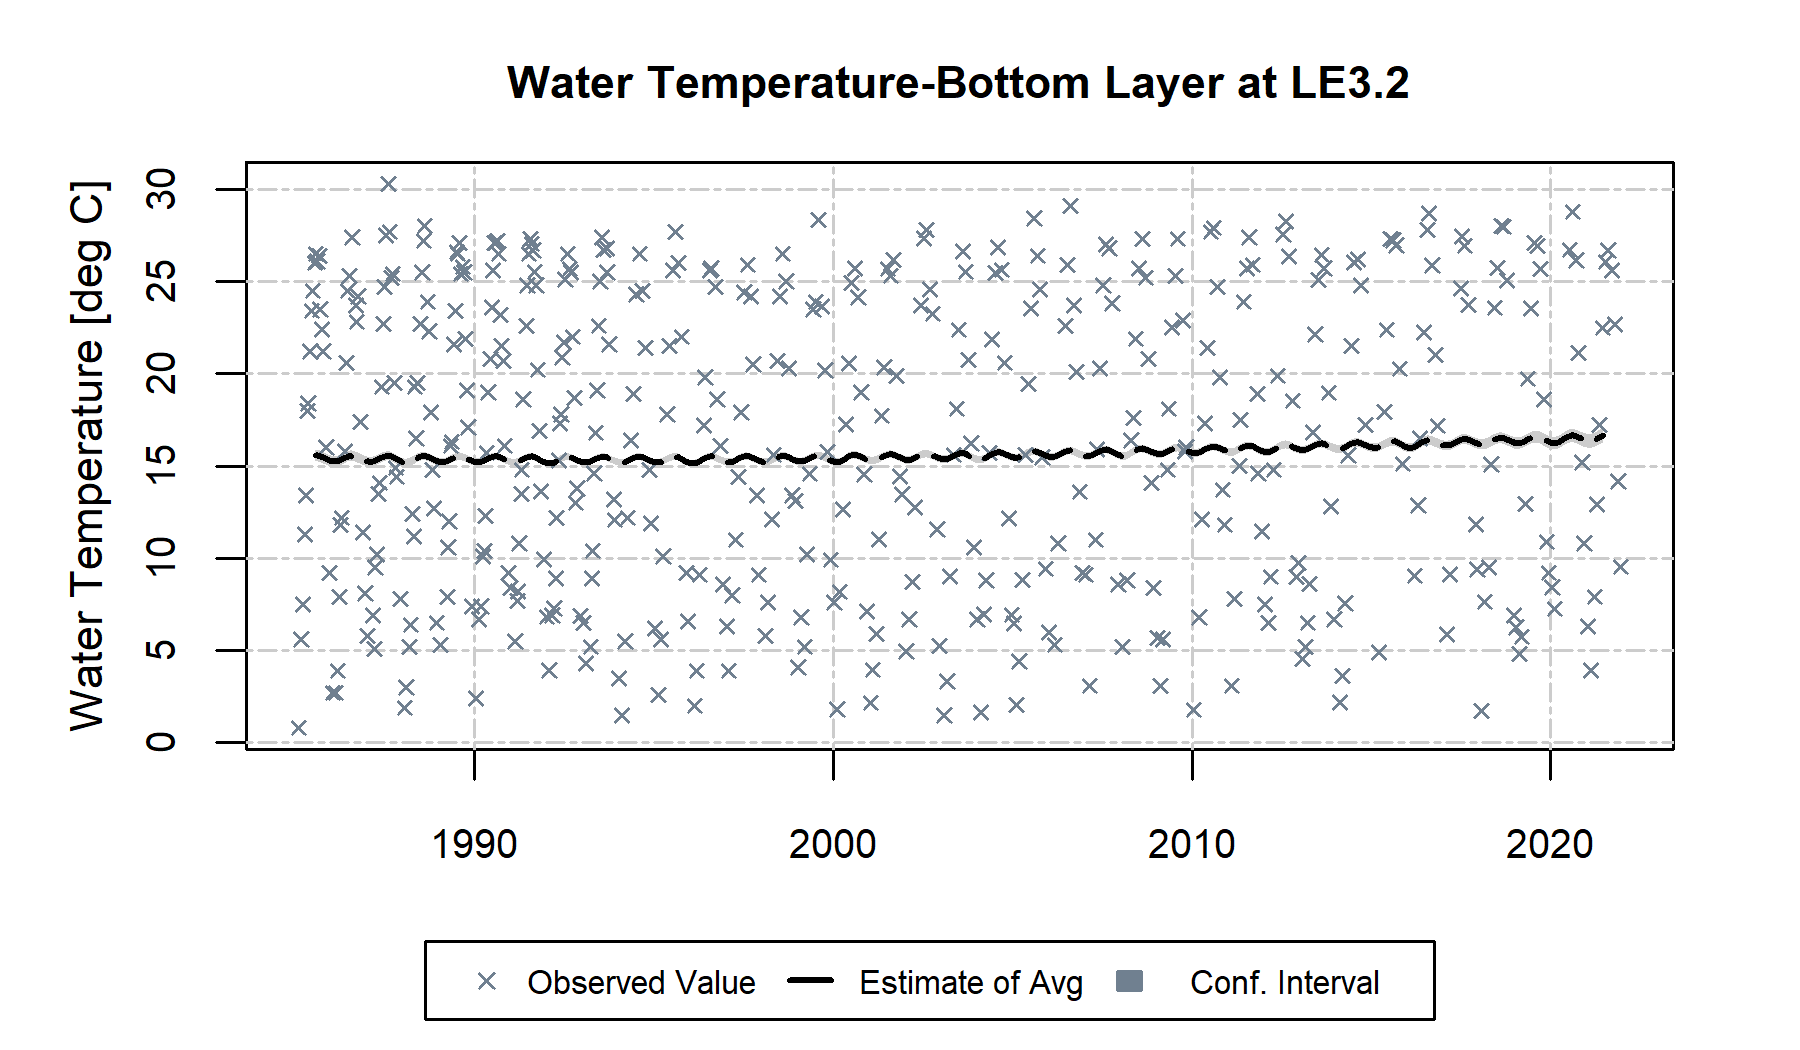 Water Temperature-Bottom Layer at LE3.2
Water Temperature [deg C]
30
25
20
15
10
5
0
1990 2000 2010 2020
Observed Value Estimate of Avg Conf. Interval